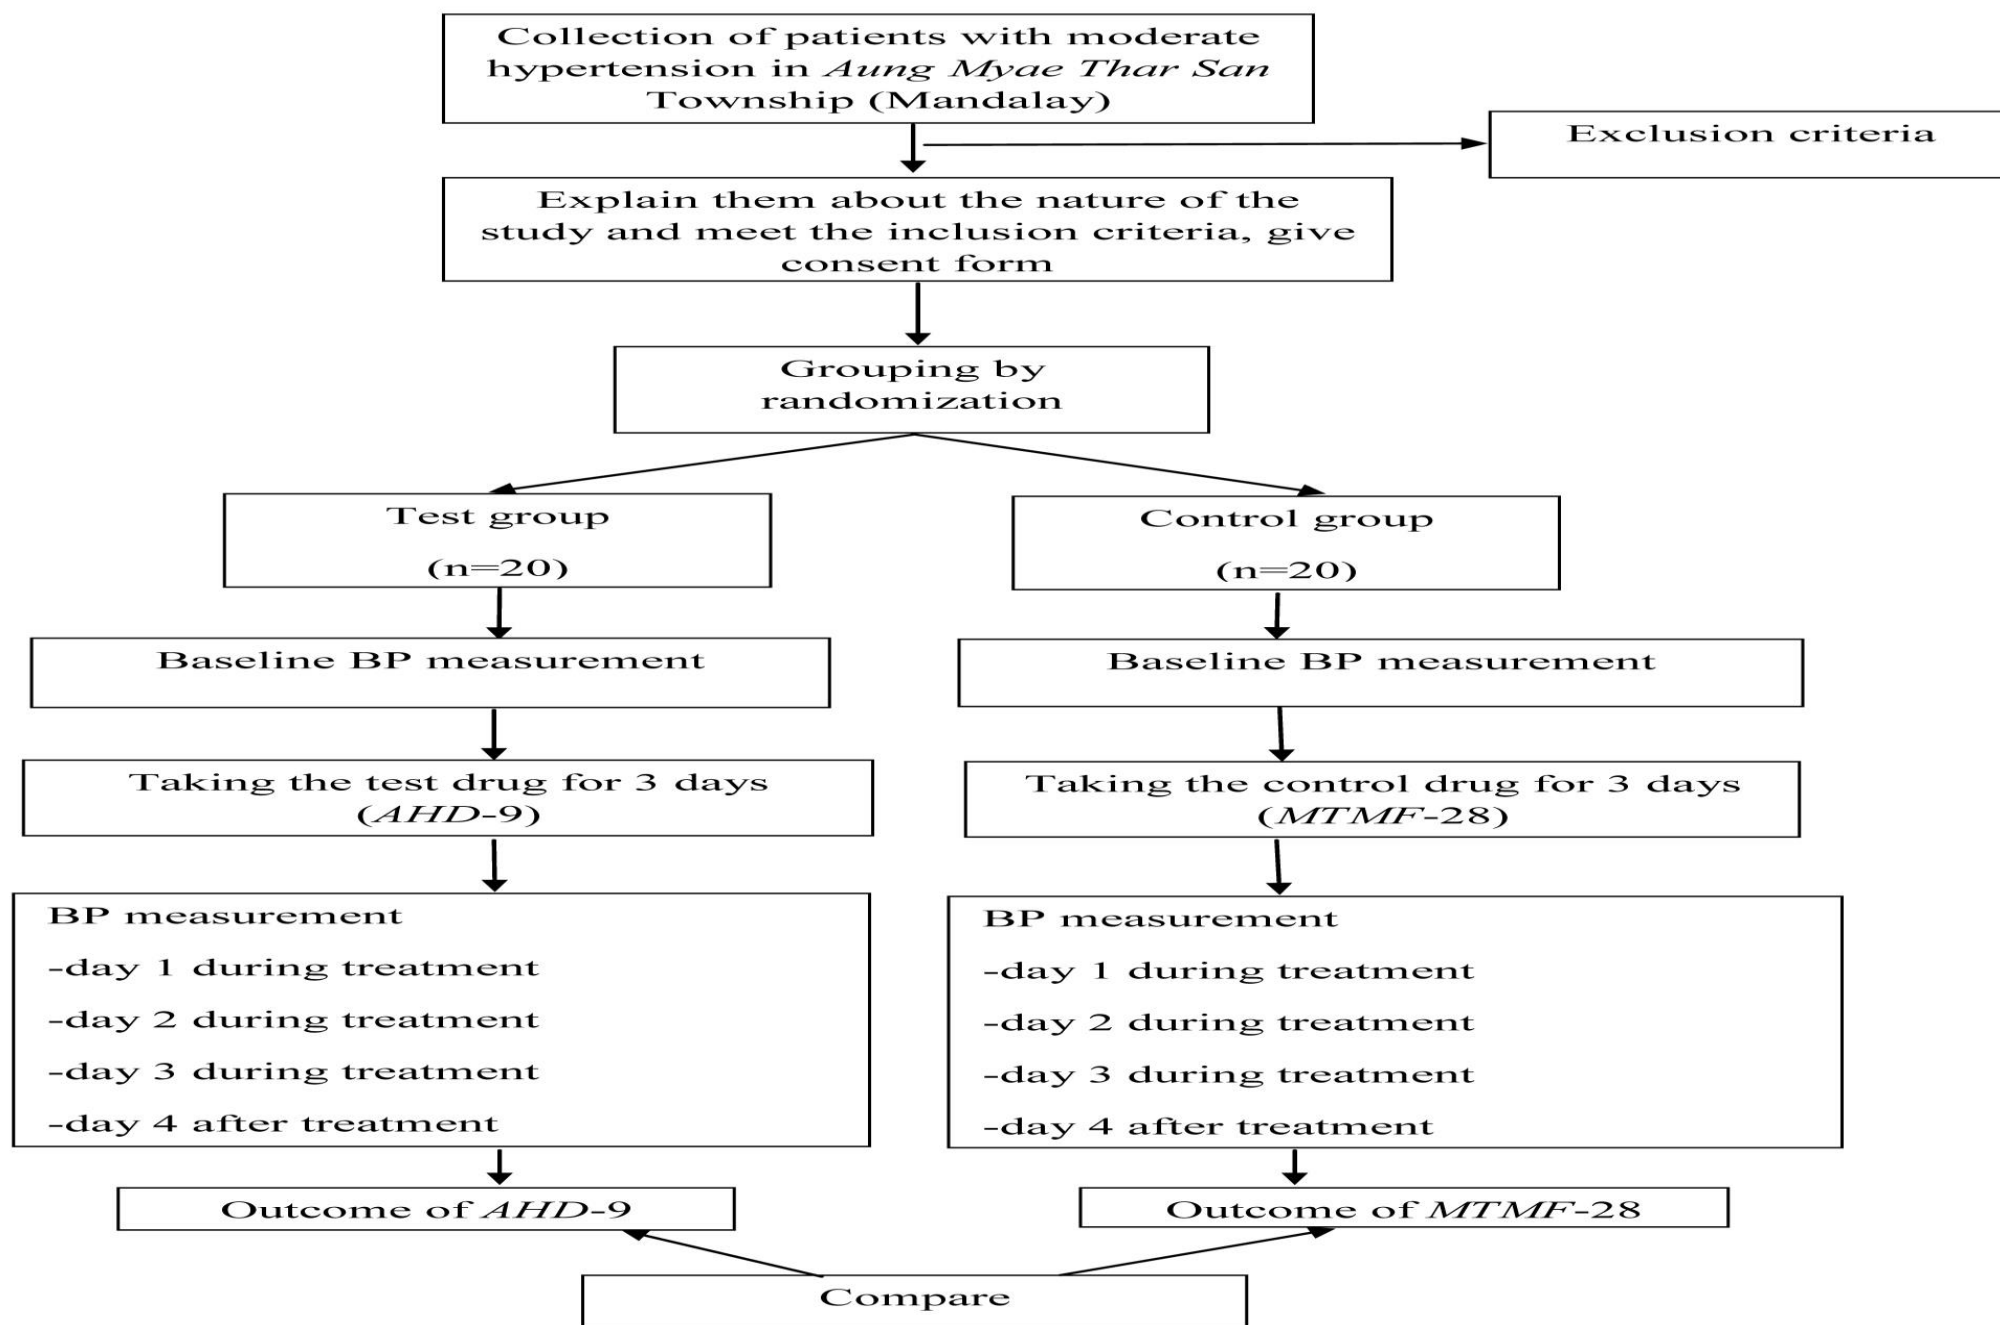 Collection of patients with moderate
hypertension in Aung Myae Thar San
Township (Mandalay)
Exclusion criteria
Explain them about the nature of the
study and meet the inclusion criteria, give
consent form
Grouping by
randomization
Test group
(n=20)
Control group
(n=20)
Baseline BP measurement
Baseline BP measurement
Taking the test drug for 3 days
(AHD-9)
Taking the control drug for 3 days
(MTMF-28)
BP measurement
-day 1 during treatment
-day 2 during treatment
-day 3 during treatment
-day 4 after treatment
BP measurement
-day 1 during treatment
-day 2 during treatment
-day 3 during treatment
-day 4 after treatment
Outcome of AHD-9
Outcome of MTMF-28
Compare